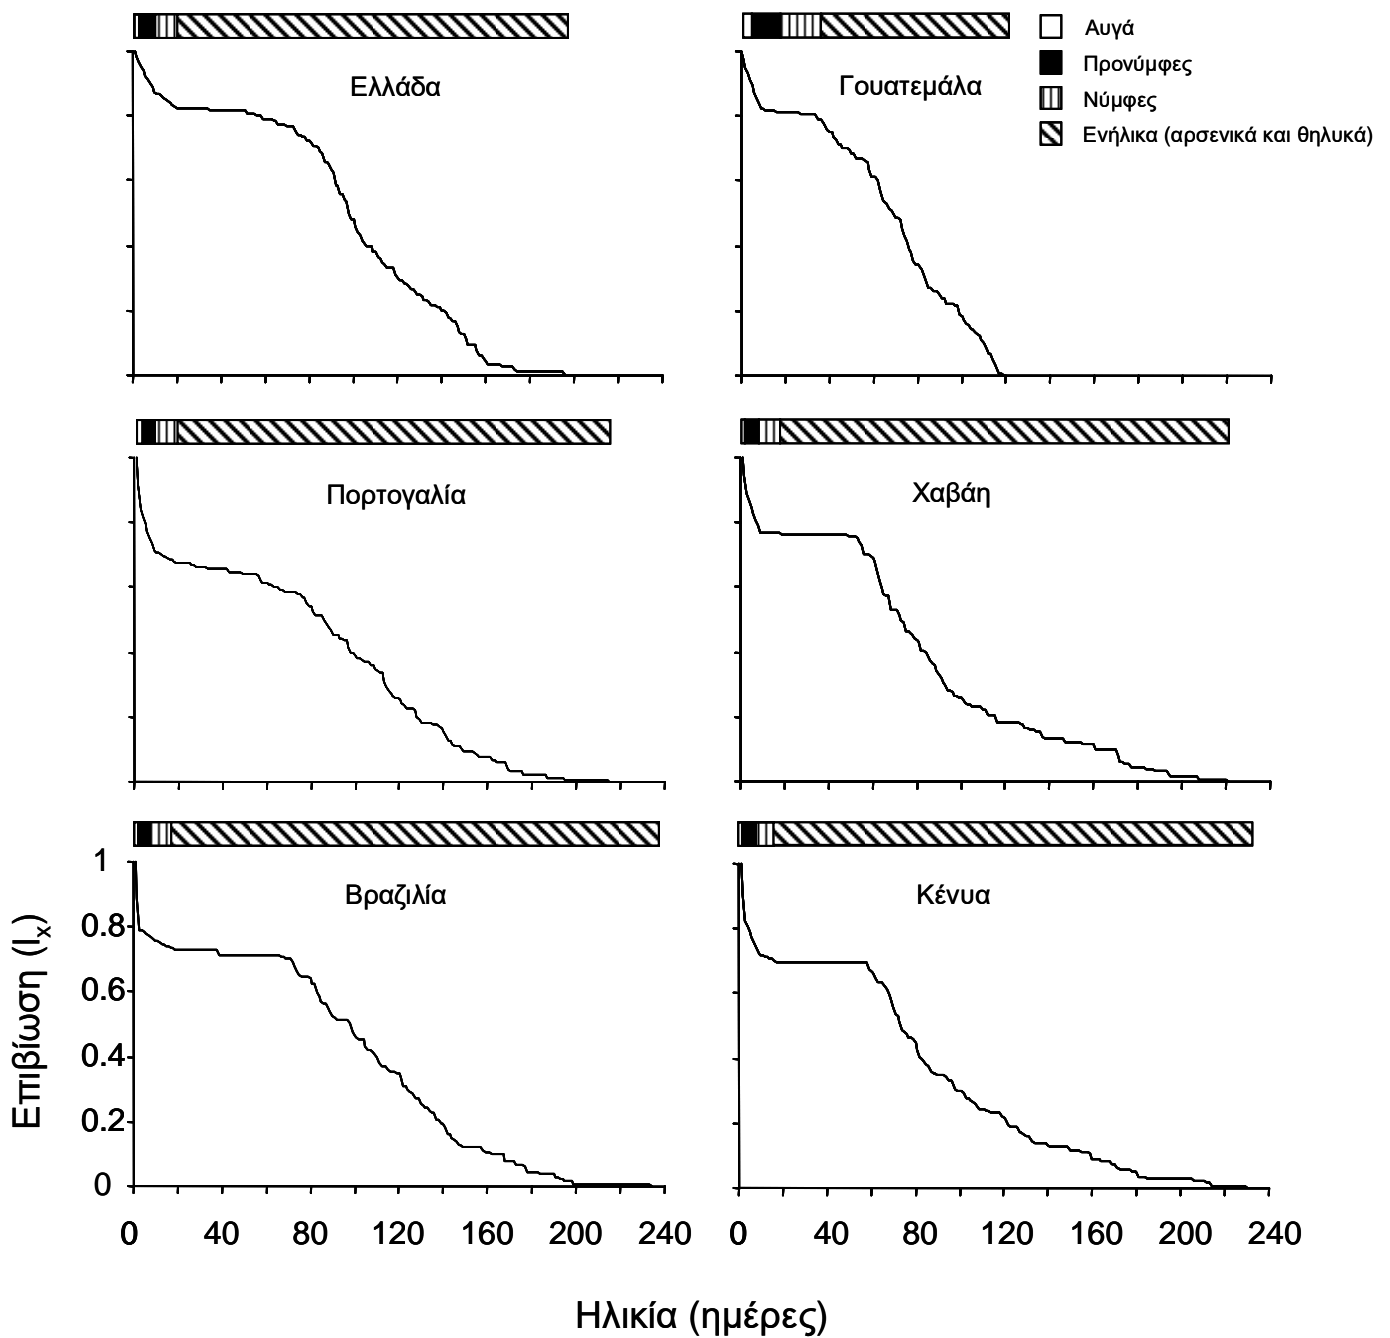 Ελλάδα
Γουατεμάλα
Αυγά
Προνύμφες
Νύμφες
Ενήλικα (αρσενικά και θηλυκά)
Πορτογαλία
Χαβάη
Βραζιλία
Κένυα
Επιβίωση (lx)
1
0.8
0.6
0.4
0.2
0
0 40 80 120 160 200 240
0 40 80 120 160 200 240
Ηλικία (ημέρες)